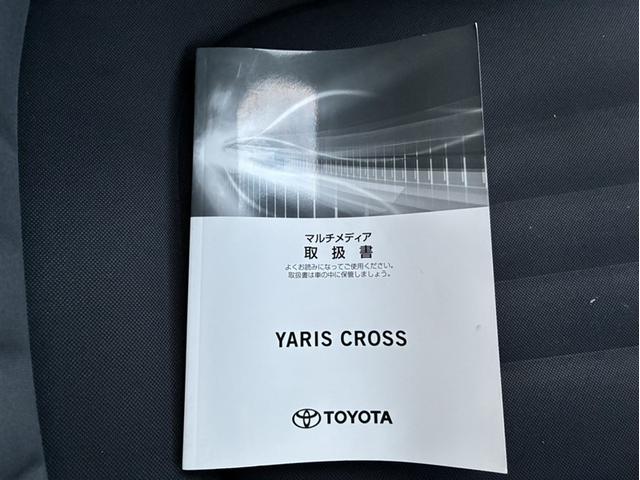 マルチメディア
取扱書
よくお読みになってご使用ください。
取扱書は車の中に保管しましょう。
YARIS CROSS
TOYOTA